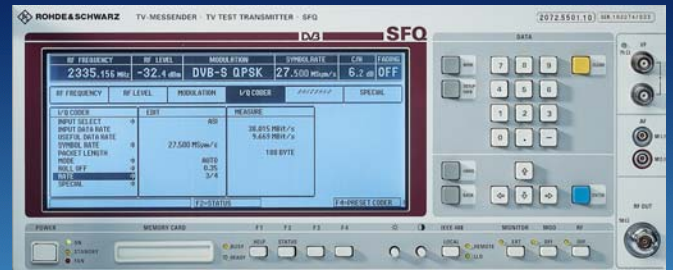 ROHDE&SCHWARZ TV-MESSENDER · TV TEST TRANSMITTER · SFQ
2072.5501.10
DVB SFQ
DATA
RF FREQUENCY RF LEVEL MODULATION SYMBOLRATE C/N FADING
2335.155 MHz -32.4 dBm DVB-S QPSK 27.500 MSym/s 6.2 dB OFF
RF FREQUENCY RF LEVEL MODULATION I/Q CODER SPECIAL
I/Q CODER EDIT MEASURE
INPUT SELECT ASI
INPUT DATA RATE 38.015 MBit/s
USEFUL DATA RATE 9.669 MBit/s
SYMBOL RATE 27.500 MSym/s
PACKET LENGTH 188 BYTE
MODE AUTO
ROLL OFF 0.35
RATE 3/4
SPECIAL
F2=STATUS F4=PRESET CODER
7 8 9
4 5 6
1 2 3
0 . -
ENTER
AF
RF OUT
POWER MEMORY CARD F1 F2 F3 F4 IEEE 488 MONITOR MOD RF
ON
STANDBY
BUSY HELP STATUS LOCAL REMOTE EXT OFF OFF
READY LLO